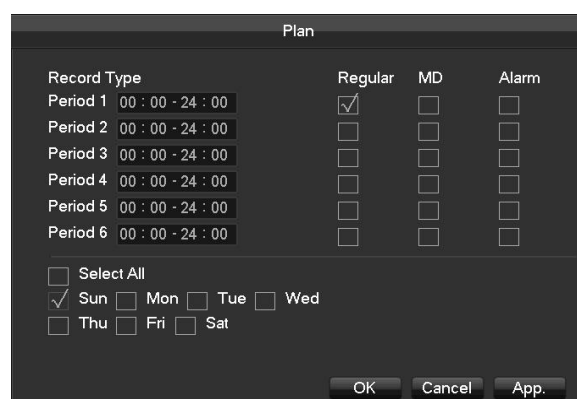 Plan
Record Type Regular MD Alarm
Period 1 00 : 00 - 24 : 00
Period 2 00 : 00 - 24 : 00
Period 3 00 : 00 - 24 : 00
Period 4 00 : 00 - 24 : 00
Period 5 00 : 00 - 24 : 00
Period 6 00 : 00 - 24 : 00
Select All
Sun Mon Tue Wed
Thu Fri Sat
OK Cancel App.